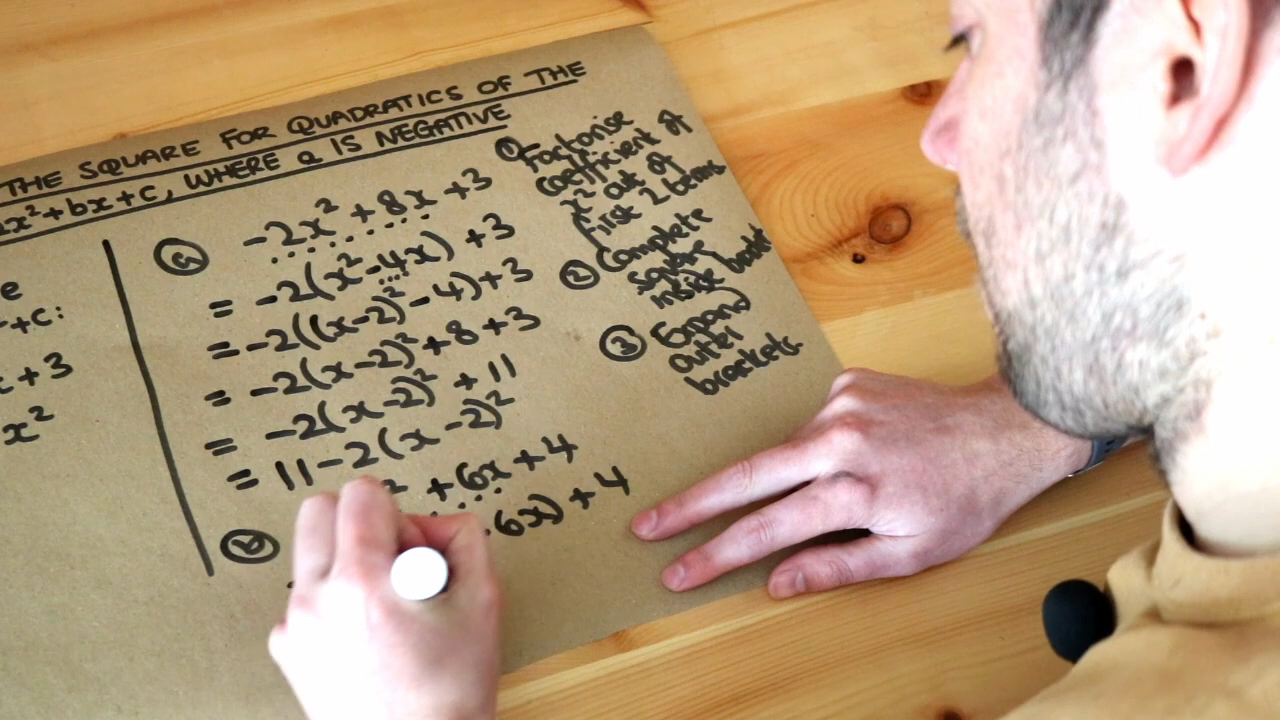 THE SQUARE FOR QUADRATICS OF THE
ax²+bx+c, WHERE a IS NEGATIVE
e
+c:
x+3
x²
a
-2x² + 8x +3
= -2(x²-4x) +3
= -2((x-2)² -4)+3
= -2(x-2)²+8+3
= -2(x-2)² +11
= 11-2(x-2)²
b
² +6x +4
6x) +4
① Factorise
coefficient of
x² out of
first 2 terms
② Complete
square
inside
③ Expand
outer
brackets.